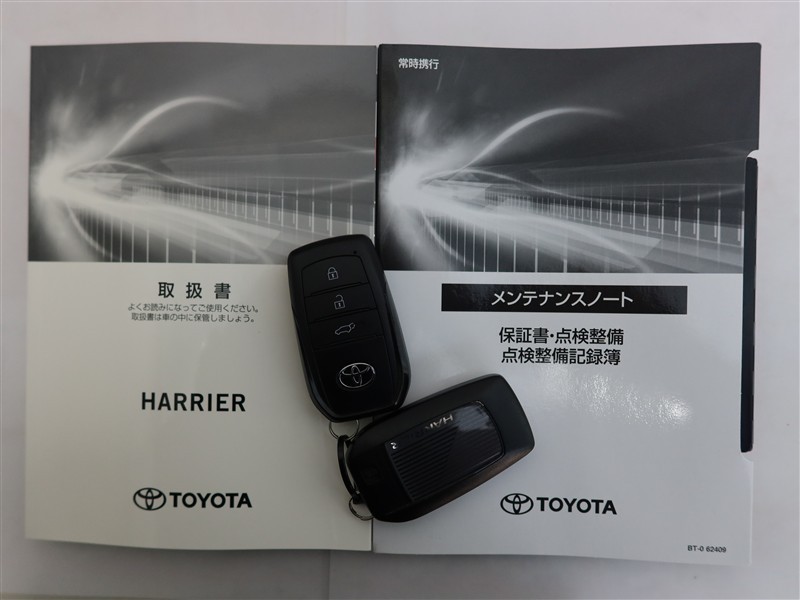 取扱書
よくお読みになってご使用ください。
取扱書は車の中に保管しましょう。
HARRIER
TOYOTA
常時携行
メンテナンスノート
保証書・点検整備
点検整備記録簿
TOYOTA
BT-0 62409